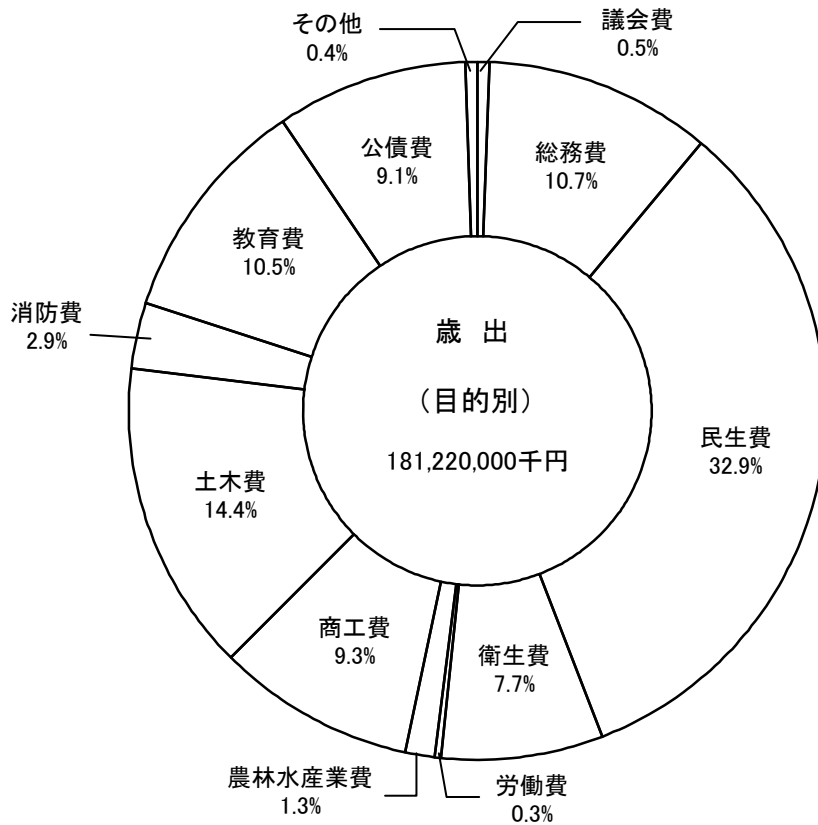 その他
0.4%
議会費
0.5%
総務費
10.7%
民生費
32.9%
衛生費
7.7%
労働費
0.3%
農林水産業費
1.3%
商工費
9.3%
土木費
14.4%
消防費
2.9%
教育費
10.5%
公債費
9.1%
歳 出
（目的別）
181,220,000千円